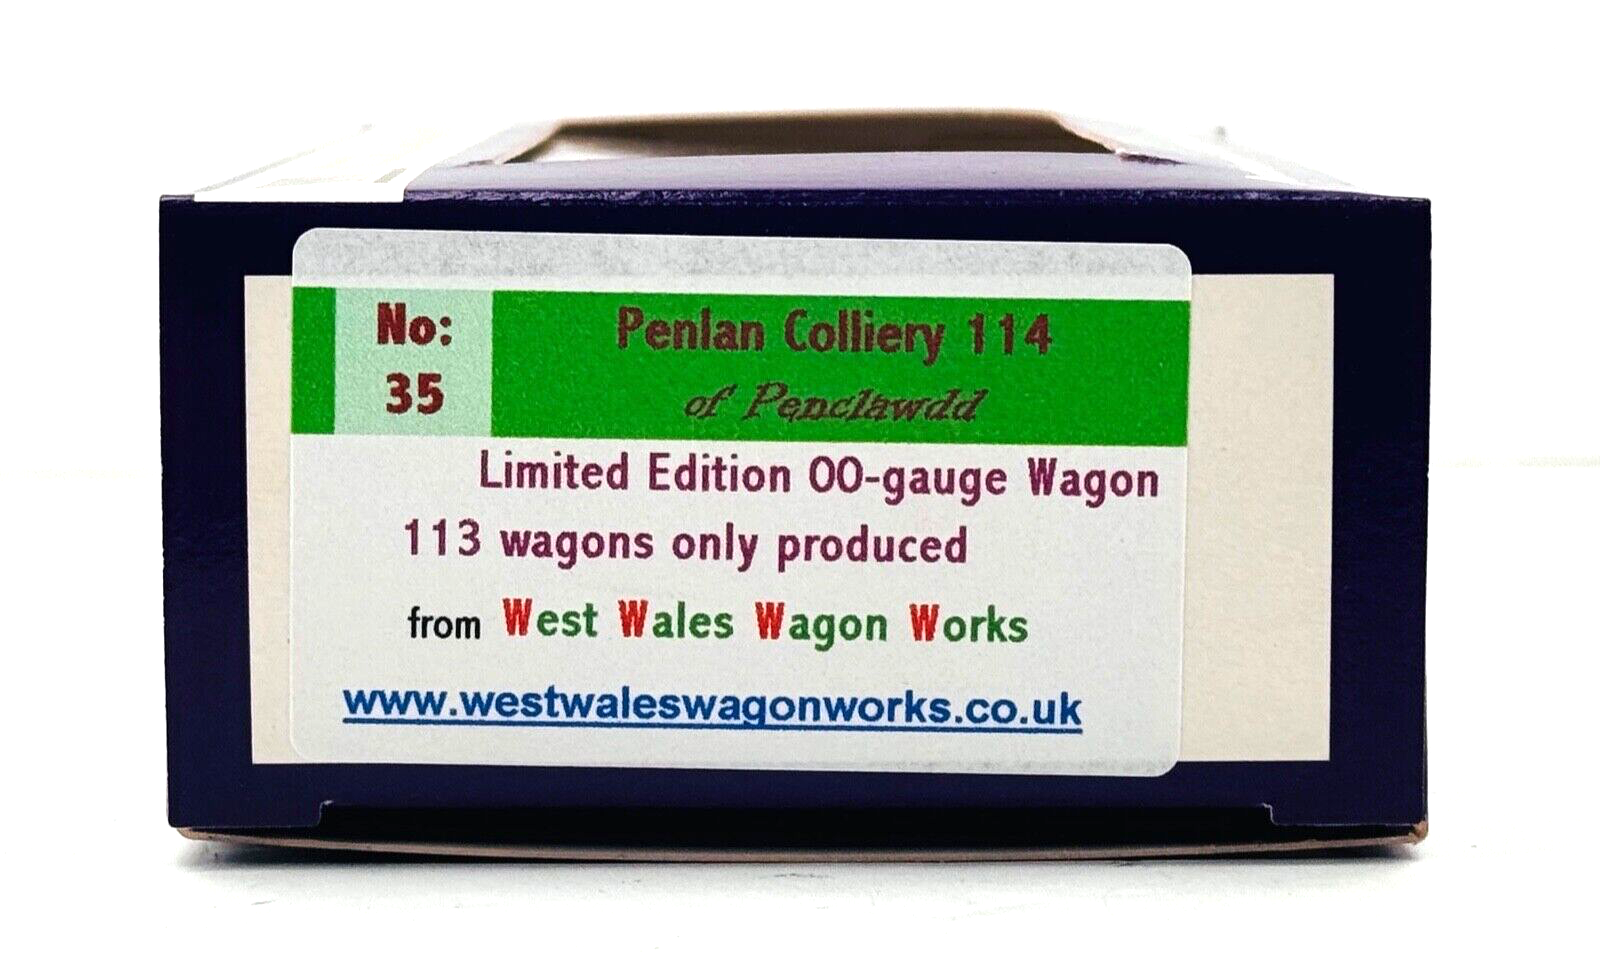 No:
35
Penlan Colliery 114
of Penclawdd
Limited Edition OO-gauge Wagon
113 wagons only produced
from West Wales Wagon Works
www.westwaleswagonworks.co.uk